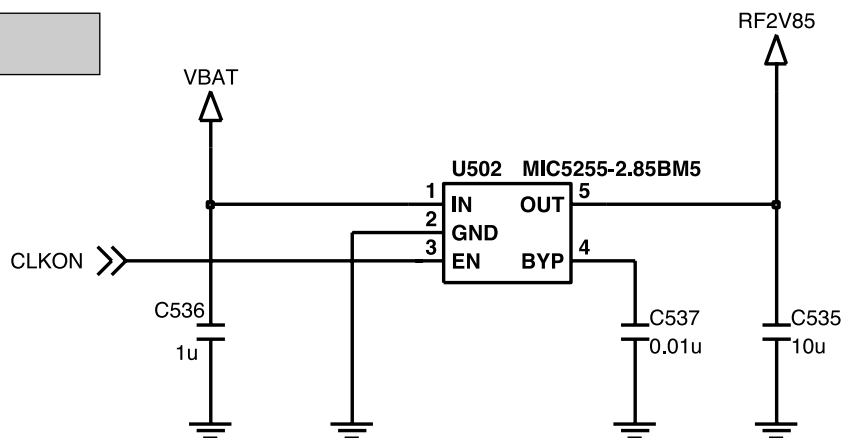 RF2V85
VBAT
U502 MIC5255-2.85BM5
1 IN OUT 5
2 GND
3 EN BYP 4
CLKON
C536
1u
C537
0.01u
C535
10u